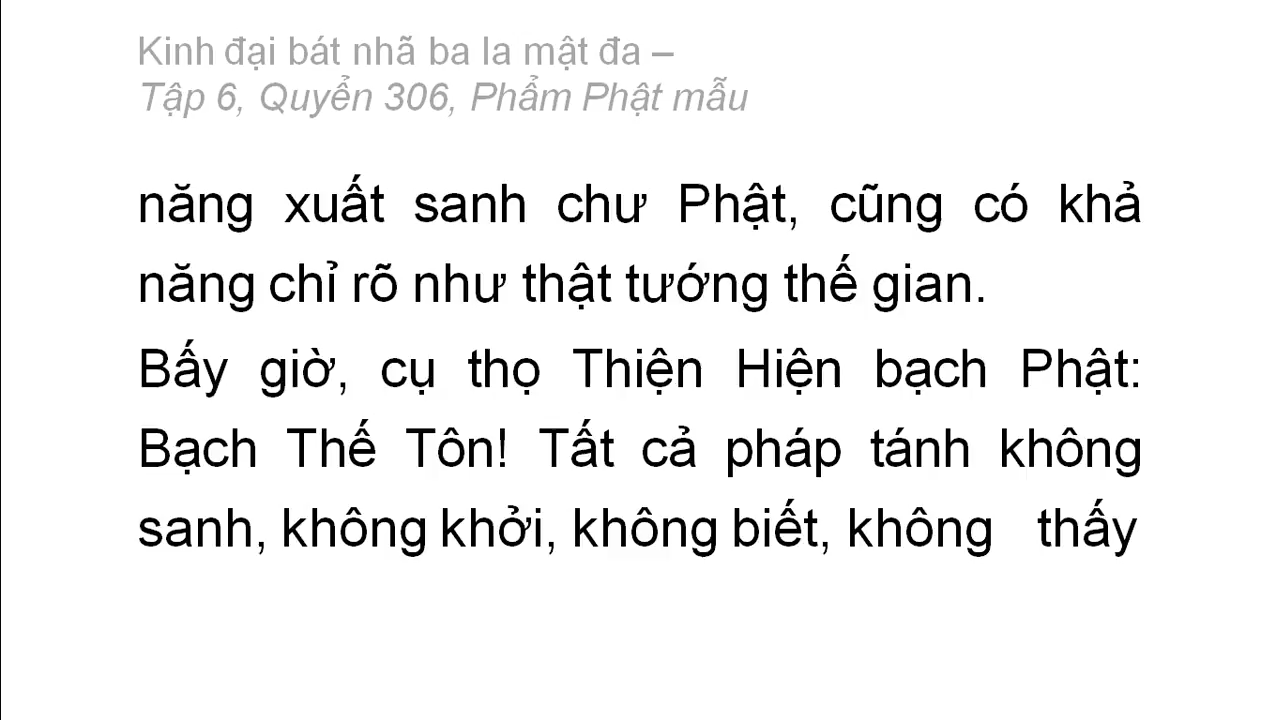 Kinh đại bát nhã ba la mật đa –
Tập 6, Quyển 306, Phẩm Phật mẫu
năng xuất sanh chư Phật, cũng có khả
năng chỉ rõ như thật tướng thế gian.
Bấy giờ, cụ thọ Thiện Hiện bạch Phật:
Bạch Thế Tôn! Tất cả pháp tánh không
sanh, không khởi, không biết, không thấy